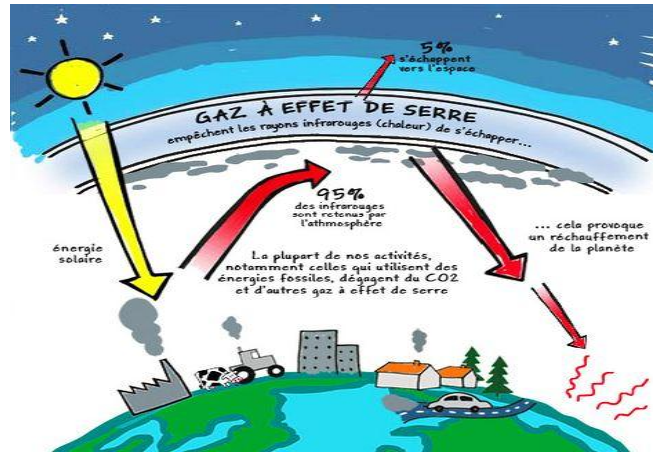 5%
s'échappent
vers l'espace
GAZ À EFFET DE SERRE
empêchent les rayons infrarouges (chaleur) de s'échapper...
95%
des infrarouges
sont retenus par
l'athmosphère
énergie
solaire
... cela provoque
un réchauffement
de la planète
La plupart de nos activités,
notamment celles qui utilisent des
énergies fossiles, dégagent du CO2
et d'autres gaz à effet de serre